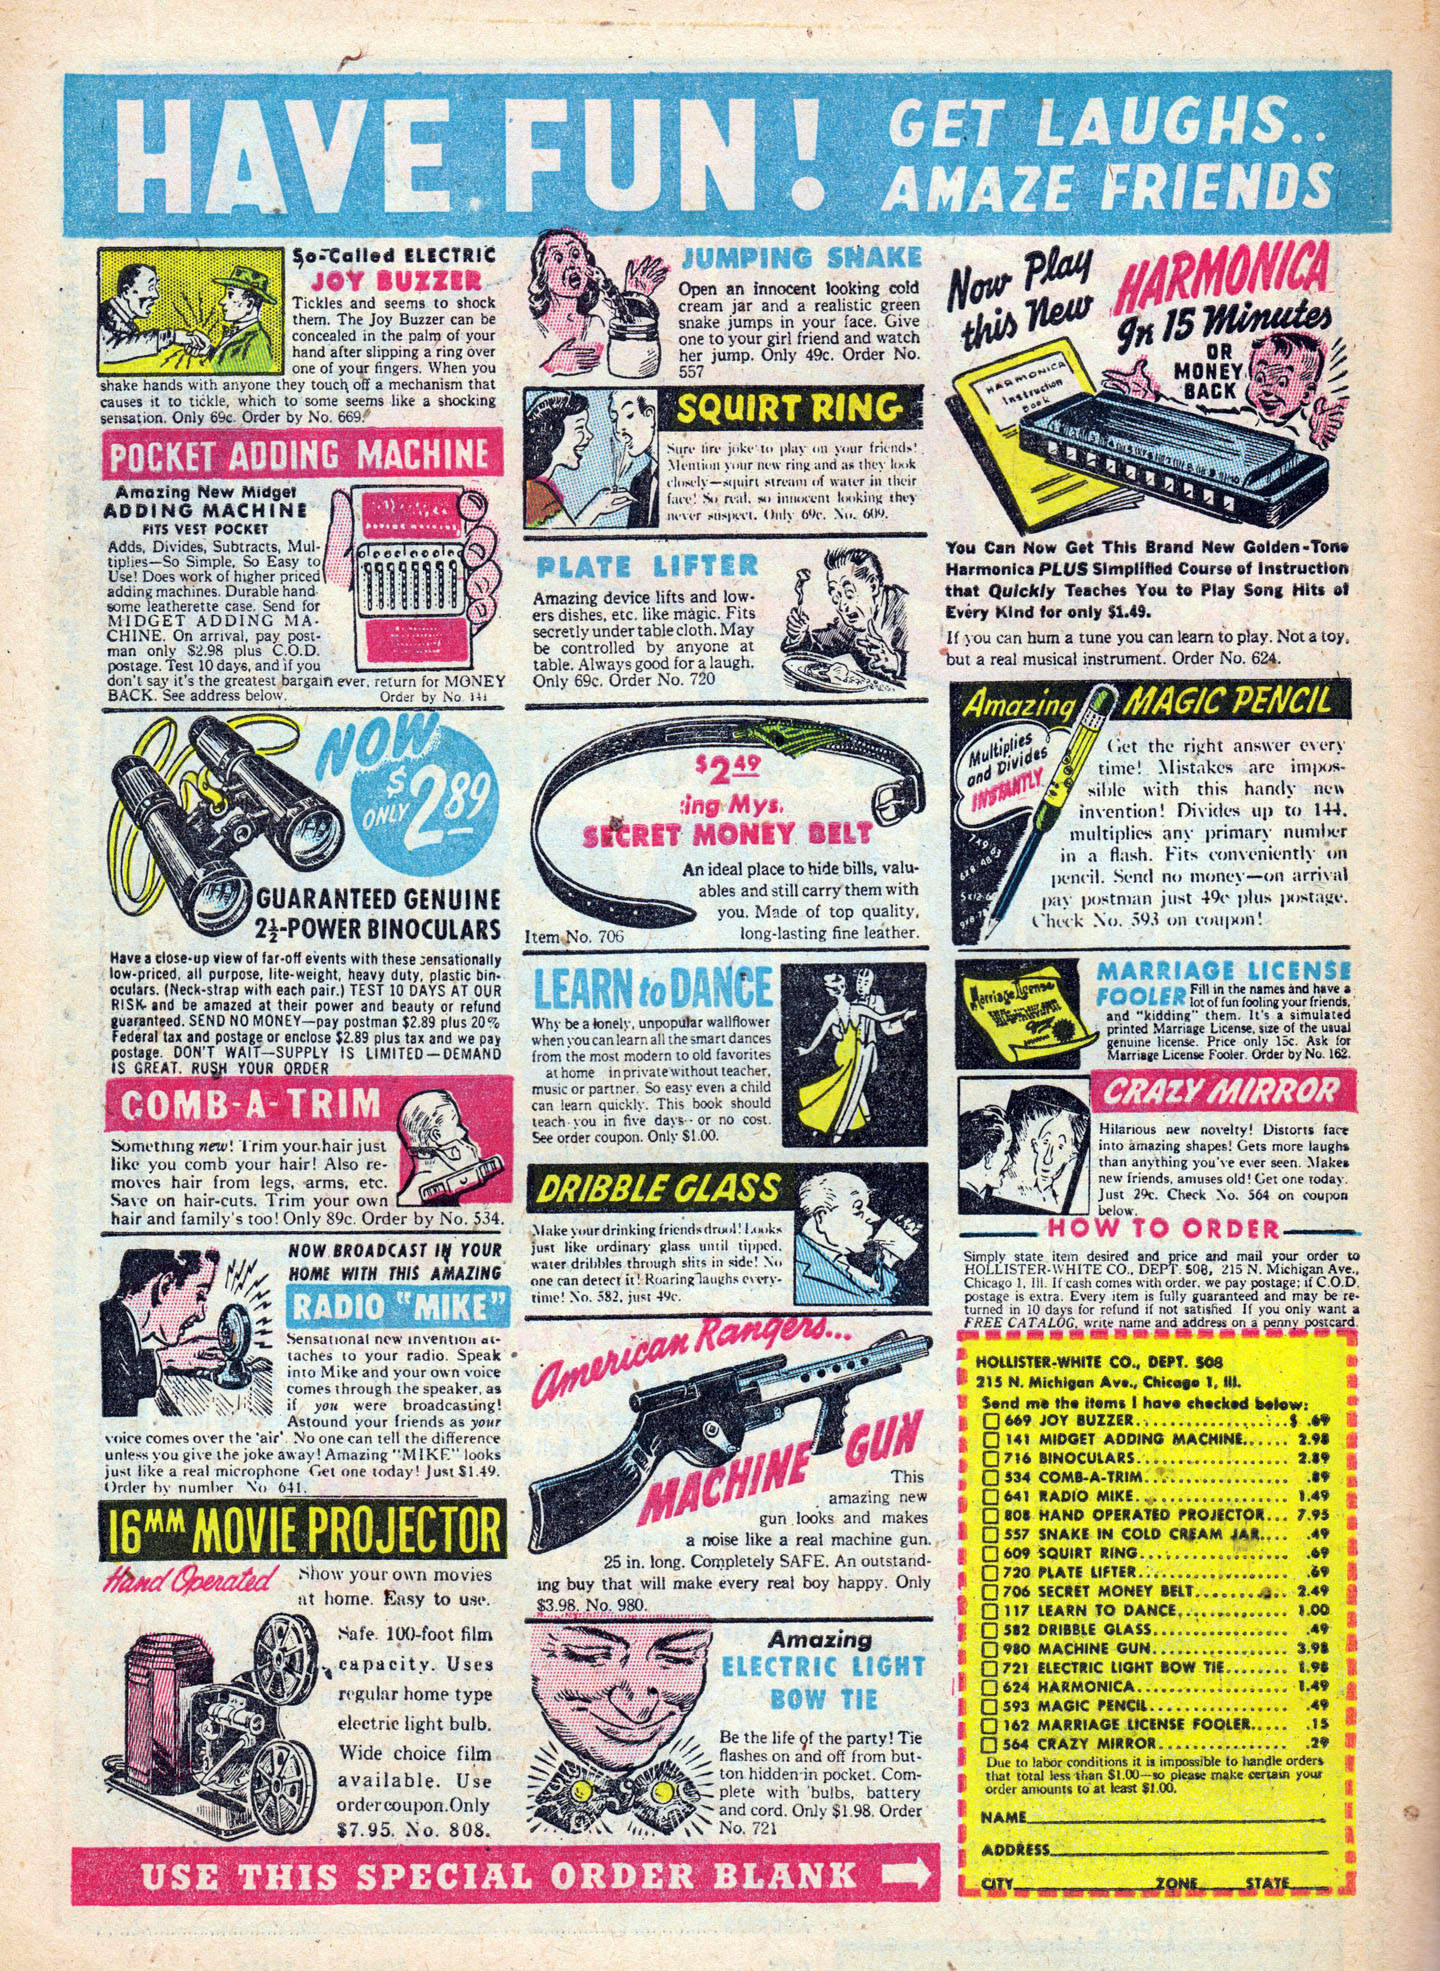 HAVE FUN!
GET LAUGHS..
AMAZE FRIENDS
So-Called ELECTRIC
JOY BUZZER
Tickles and seems to shock
them. The Joy Buzzer can be
concealed in the palm of your
hand after slipping a ring over
one of your fingers. When you
shake hands with anyone they touch off a mechanism that
causes it to tickle, which to some seems like a shocking
sensation. Only 69c. Order by No. 669.
POCKET ADDING MACHINE
Amazing New Midget
ADDING MACHINE
FITS VEST POCKET
Adds, Divides, Subtracts, Mul-
tiplies—So Simple, So Easy to
Use! Does work of higher priced
adding machines. Durable hand-
some leatherette case. Send for
MIDGET ADDING MA-
CHINE. On arrival, pay post-
man only $2.98 plus C.O.D.
postage. Test 10 days, and if you
don't say it's the greatest bargain ever, return for MONEY
BACK. See address below. Order by No. 141
NOW
ONLY $2.89
GUARANTEED GENUINE
2½-POWER BINOCULARS
Have a close-up view of far-off events with these sensationally
low-priced, all purpose, lite-weight, heavy duty, plastic bin-
oculars. (Neck-strap with each pair.) TEST 10 DAYS AT OUR
RISK and be amazed at their power and beauty or refund
guaranteed. SEND NO MONEY—pay postman $2.89 plus 20%
Federal tax and postage or enclose $2.89 plus tax and we pay
postage. DON'T WAIT—SUPPLY IS LIMITED—DEMAND
IS GREAT. RUSH YOUR ORDER
COMB-A-TRIM
Something new! Trim your hair just
like you comb your hair! Also re-
moves hair from legs, arms, etc.
Save on hair-cuts. Trim your own
hair and family's too! Only 89c. Order by No. 534.
NOW BROADCAST IN YOUR
HOME WITH THIS AMAZING
RADIO "MIKE"
Sensational new invention at-
taches to your radio. Speak
into Mike and your own voice
comes through the speaker, as
if you were broadcasting!
Astound your friends as your
voice comes over the 'air'. No one can tell the difference
unless you give the joke away! Amazing "MIKE" looks
just like a real microphone Get one today! Just $1.49.
Order by number No 641.
16MM MOVIE PROJECTOR
Hand Operated
Show your own movies
at home. Easy to use.
Safe. 100-foot film
capacity. Uses
regular home type
electric light bulb.
Wide choice film
available. Use
order coupon. Only
$7.95. No. 808.
JUMPING SNAKE
Open an innocent looking cold
cream jar and a realistic green
snake jumps in your face. Give
one to your girl friend and watch
her jump. Only 49c. Order No.
557
SQUIRT RING
Sure fire joke to play on your friends!
Mention your new ring and as they look
closely—squirt stream of water in their
face! So real, so innocent looking they
never suspect. Only 69c. No. 609.
PLATE LIFTER
Amazing device lifts and low-
ers dishes, etc. like magic. Fits
secretly under table cloth. May
be controlled by anyone at
table. Always good for a laugh.
Only 69c. Order No. 720
$2.49
ing Mys.
SECRET MONEY BELT
An ideal place to hide bills, valu-
ables and still carry them with
you. Made of top quality,
long-lasting fine leather.
Item No. 706
LEARN to DANCE
Why be a lonely, unpopular wallflower
when you can learn all the smart dances
from the most modern to old favorites
at home in private without teacher,
music or partner. So easy even a child
can learn quickly. This book should
teach you in five days—or no cost.
See order coupon. Only $1.00.
DRIBBLE GLASS
Make your drinking friends drool! Looks
just like ordinary glass until tipped,
water dribbles through slits in side! No
one can detect it! Roaring laughs every-
time! No. 582, just 49c.
American Rangers...
MACHINE GUN
This
amazing new
gun looks and makes
a noise like a real machine gun.
25 in. long. Completely SAFE. An outstand-
ing buy that will make every real boy happy. Only
$3.98. No. 980.
Amazing
ELECTRIC LIGHT
BOW TIE
Be the life of the party! Tie
flashes on and off from but-
ton hidden in pocket. Com-
plete with bulbs, battery
and cord. Only $1.98. Order
No. 721
Now Play
this New
HARMONICA
In 15 Minutes
OR
MONEY
BACK
HARMONICA
Instruction
Book
You Can Now Get This Brand New Golden-Tone
Harmonica PLUS Simplified Course of Instruction
that Quickly Teaches You to Play Song Hits of
Every Kind for only $1.49.
If you can hum a tune you can learn to play. Not a toy,
but a real musical instrument. Order No. 624.
Amazing MAGIC PENCIL
Multiplies
and Divides
INSTANTLY
Get the right answer every
time! Mistakes are impos-
sible with this handy new
invention! Divides up to 144,
multiplies any primary number
in a flash. Fits conveniently on
pencil. Send no money—on arrival
pay postman just 49c plus postage.
Check No. 593 on coupon!
Marriage License
MARRIAGE LICENSE
FOOLER Fill in the names and have a
lot of fun fooling your friends,
and "kidding" them. It's a simulated
printed Marriage License, size of the usual
genuine license. Price only 15c. Ask for
Marriage License Fooler. Order by No. 162.
CRAZY MIRROR
Hilarious new novelty! Distorts face
into amazing shapes! Gets more laughs
than anything you've ever seen. Makes
new friends, amuses old! Get one today.
Just 29c. Check No. 564 on coupon
below.
HOW TO ORDER
Simply state item desired and price and mail your order to
HOLLISTER-WHITE CO., DEPT. 508, 215 N. Michigan Ave.,
Chicago 1, Ill. If cash comes with order, we pay postage; if C.O.D.
postage is extra. Every item is fully guaranteed and may be re-
turned in 10 days for refund if not satisfied. If you only want a
FREE CATALOG, write name and address on a penny postcard.
HOLLISTER-WHITE CO., DEPT. 508
215 N. Michigan Ave., Chicago 1, Ill.
Send me the items I have checked below:
669 JOY BUZZER $ .69
141 MIDGET ADDING MACHINE 2.98
716 BINOCULARS 2.89
534 COMB-A-TRIM .89
641 RADIO MIKE 1.49
808 HAND OPERATED PROJECTOR 7.95
557 SNAKE IN COLD CREAM JAR .49
609 SQUIRT RING .69
720 PLATE LIFTER .69
706 SECRET MONEY BELT 2.49
117 LEARN TO DANCE 1.00
582 DRIBBLE GLASS .49
980 MACHINE GUN 3.98
721 ELECTRIC LIGHT BOW TIE 1.98
624 HARMONICA 1.49
593 MAGIC PENCIL .49
162 MARRIAGE LICENSE FOOLER .15
564 CRAZY MIRROR .29
Due to labor conditions it is impossible to handle orders
that total less than $1.00—so please make certain your
order amounts to at least $1.00.
NAME
ADDRESS
CITY ZONE STATE
USE THIS SPECIAL ORDER BLANK